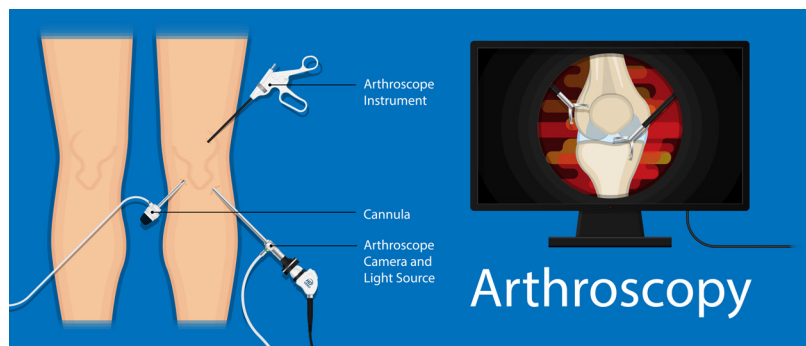 Arthroscope
Instrument
Cannula
Arthroscope
Camera and
Light Source
Arthroscopy